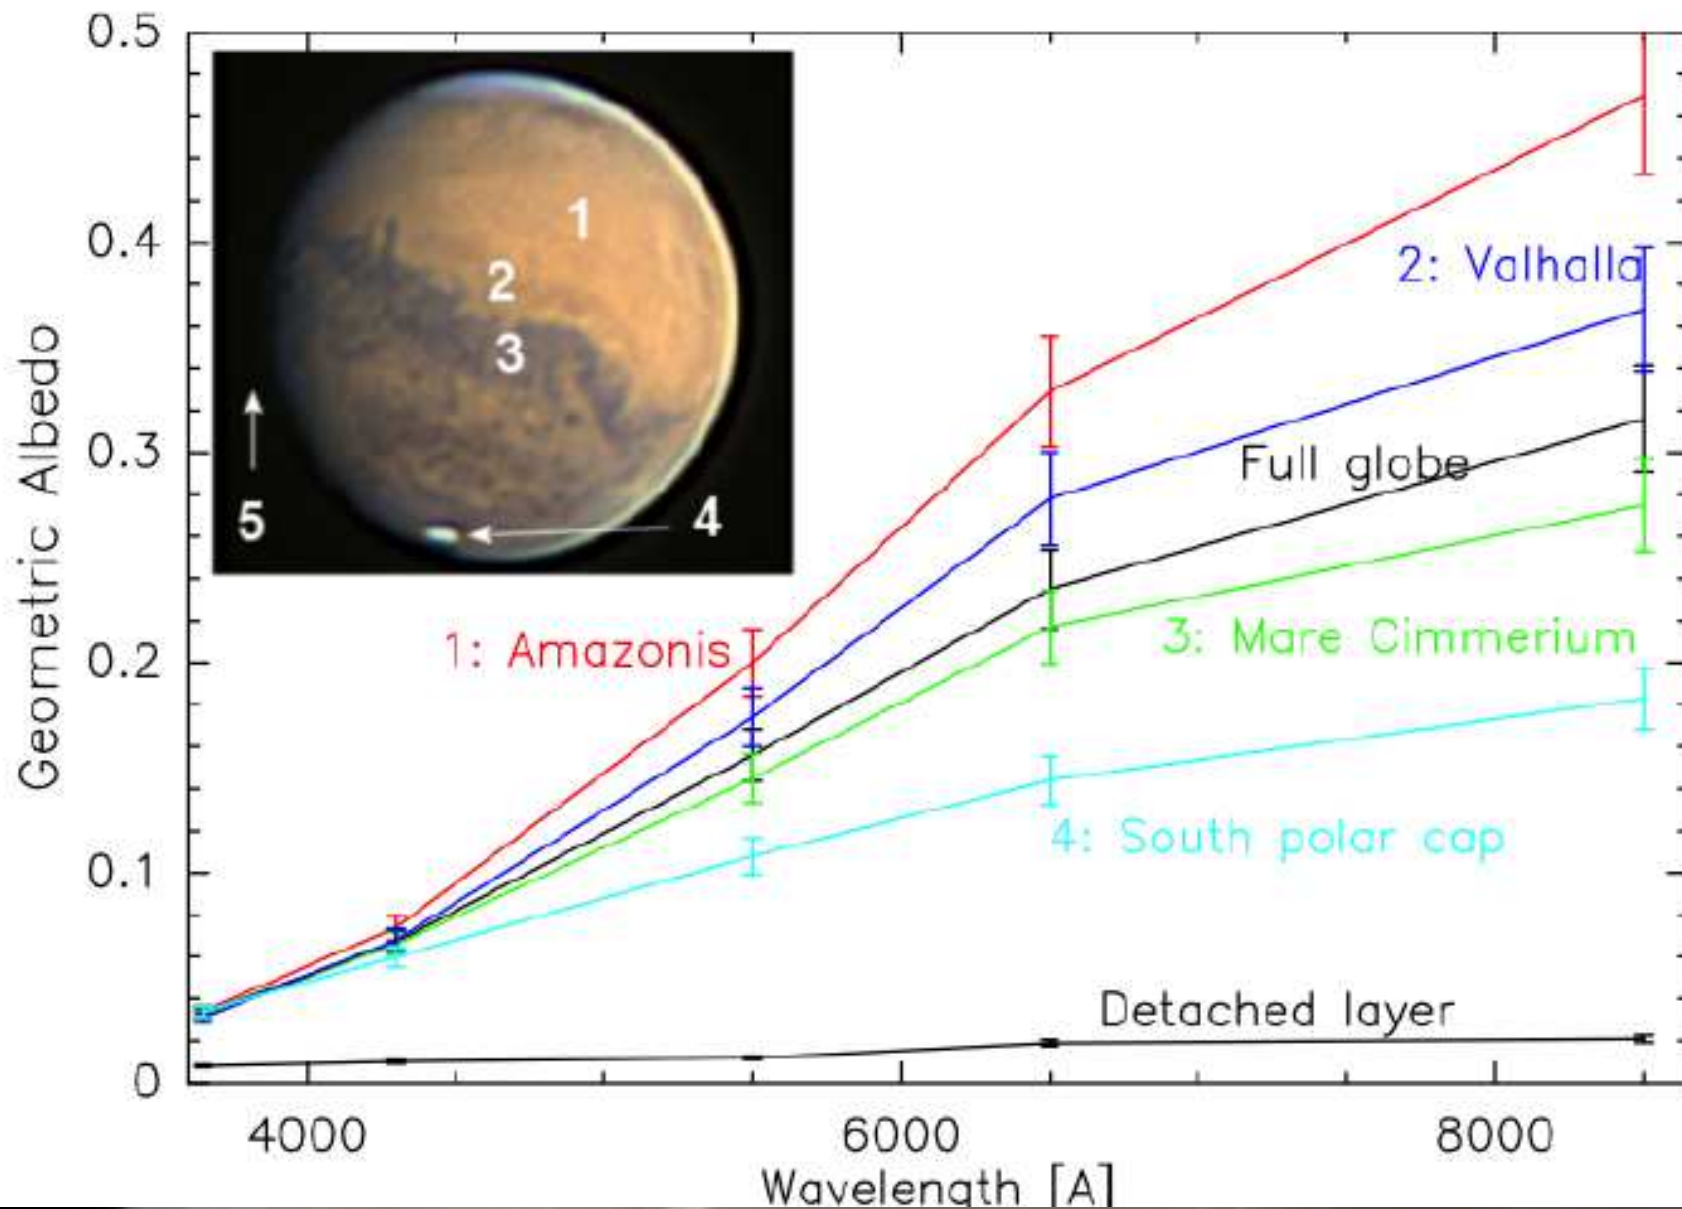 0.5
0.4
0.3
0.2
0.1
0
Geometric Albedo
1
2
3
4
5
2: Valhalla
Full globe
1: Amazonis
3: Mare Cimmerium
4: South polar cap
Detached layer
4000
6000
8000
Wavelength [A]